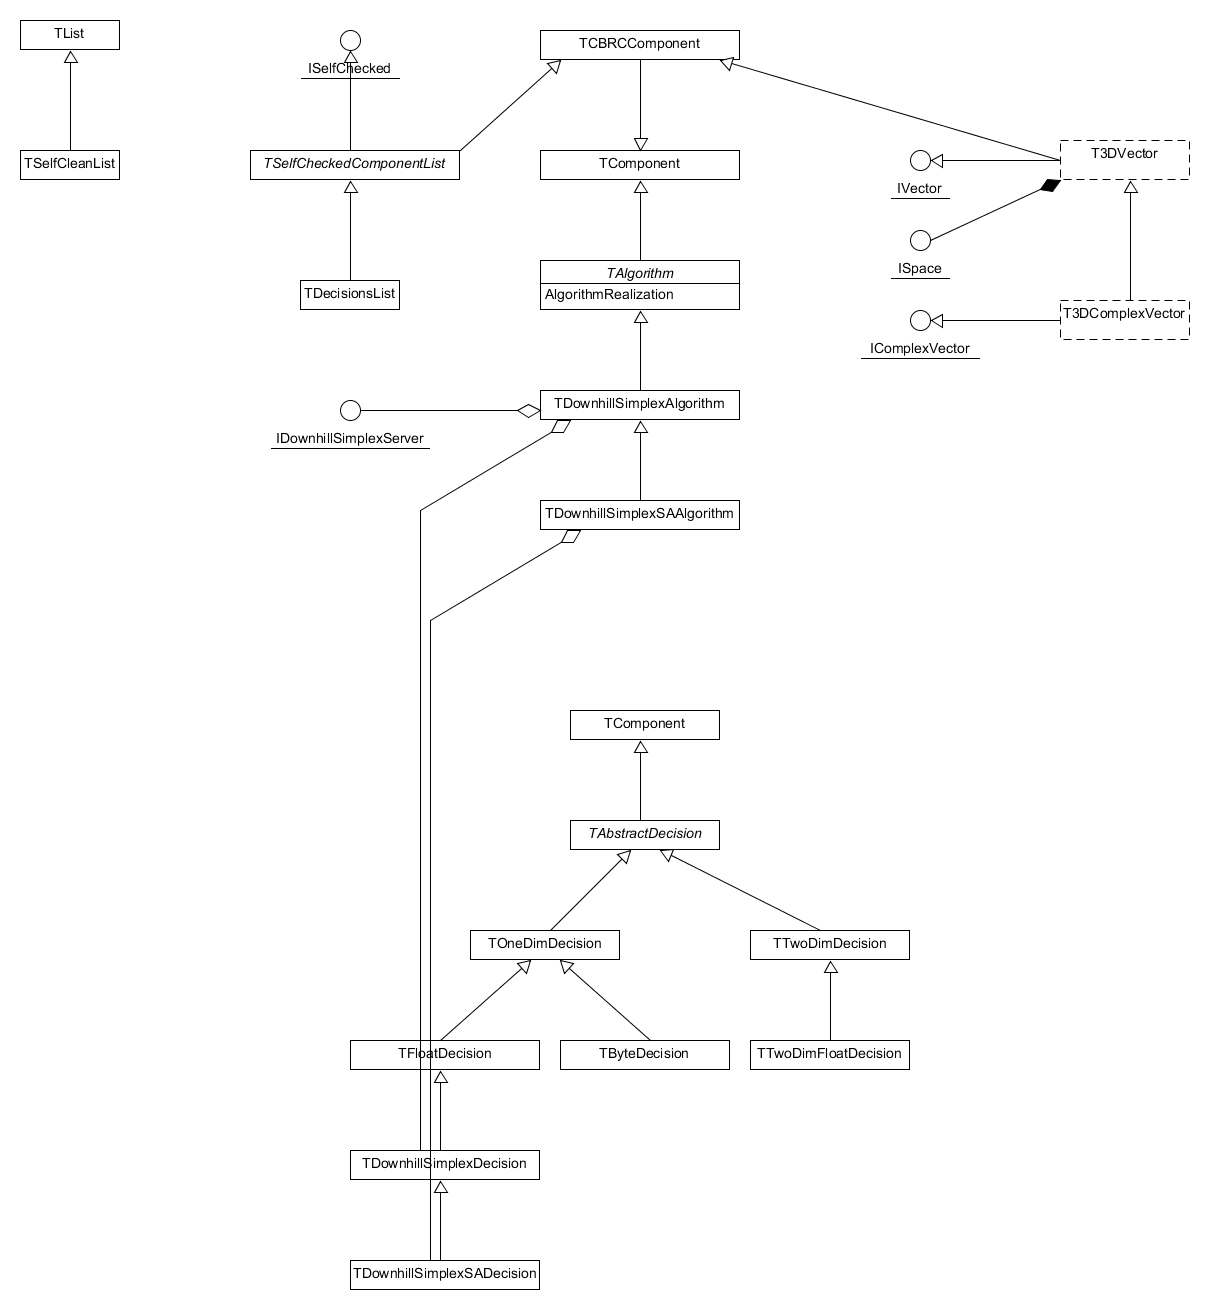 TList
TCBRCComponent
ISelfChecked
TSelfCleanList
TSelfCheckedComponentList
TComponent
T3DVector
IVector
ISpace
TAlgorithm
AlgorithmRealization
TDecisionsList
T3DComplexVector
IComplexVector
TDownhillSimplexAlgorithm
IDownhillSimplexServer
TDownhillSimplexSAAlgorithm
TComponent
TAbstractDecision
TOneDimDecision
TTwoDimDecision
TFloatDecision
TByteDecision
TTwoDimFloatDecision
TDownhillSimplexDecision
TDownhillSimplexSADecision